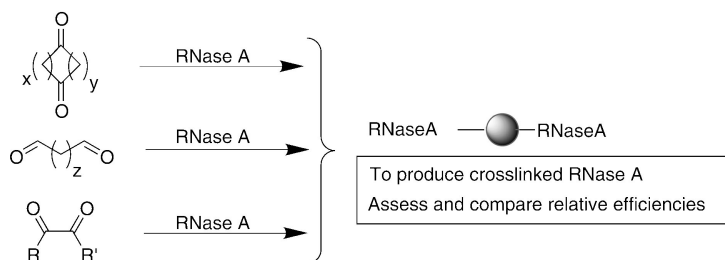 O
x( )y
O
RNase A
O
O
z
RNase A
O O
R R'
RNase A
RNaseA
RNaseA
To produce crosslinked RNase A
Assess and compare relative efficiencies